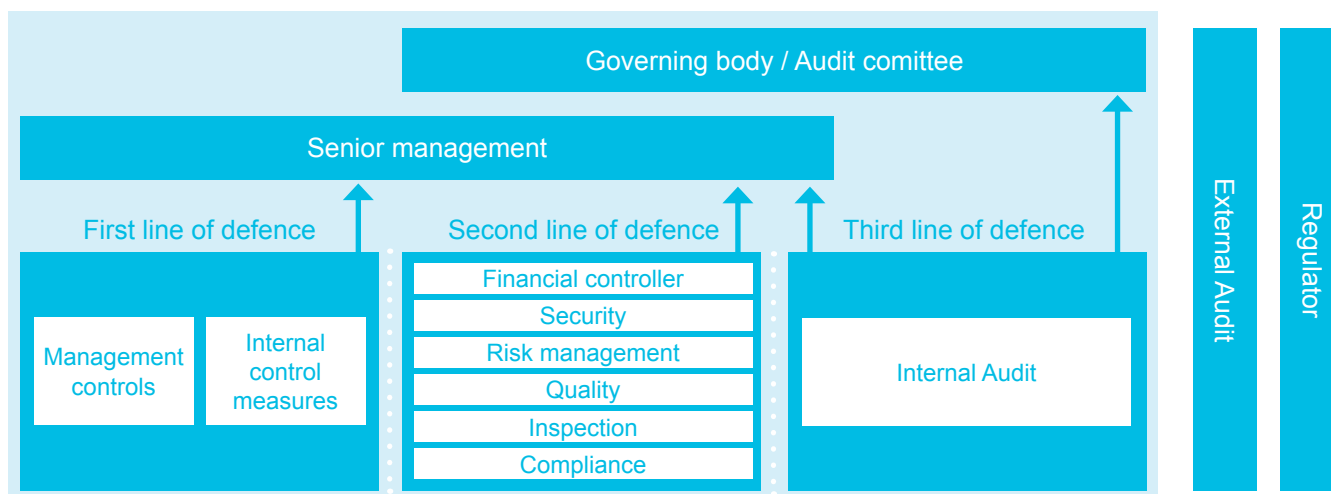 Governing body / Audit comittee
Senior management
First line of defence
Second line of defence
Third line of defence
Management
controls
Internal
control
measures
Financial controller
Security
Risk management
Quality
Inspection
Compliance
Internal Audit
External Audit
Regulator